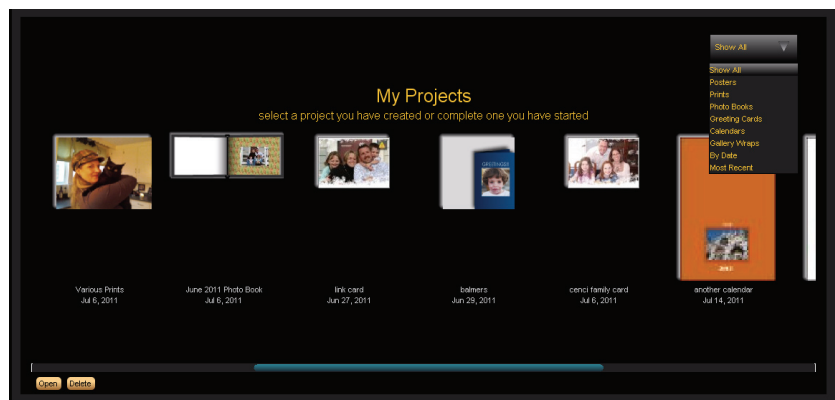 Show All
Show All
Posters
Prints
Photo Books
Greeting Cards
Calendars
Gallery Wraps
By Date
Most Recent
My Projects
select a project you have created or complete one you have started
Various Prints
Jul 6, 2011
June 2011 Photo Book
Jul 6, 2011
link card
Jun 27, 2011
balmers
Jun 29, 2011
cenci family card
Jul 6, 2011
another calendar
Jul 14, 2011
Open
Delete